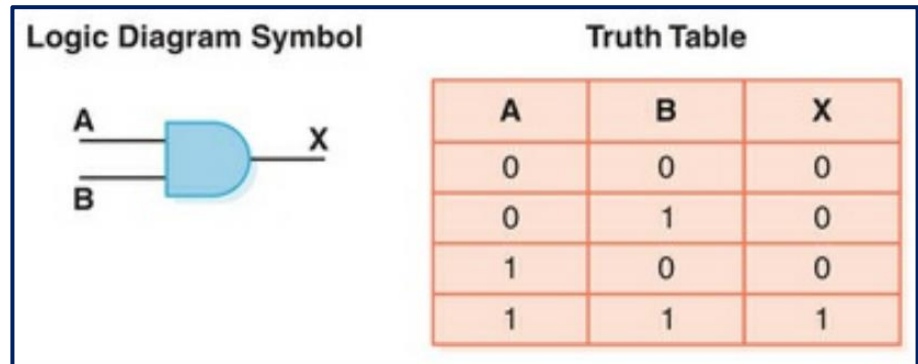 Logic Diagram Symbol
A
B
X
Truth Table
A B X
0 0 0
0 1 0
1 0 0
1 1 1